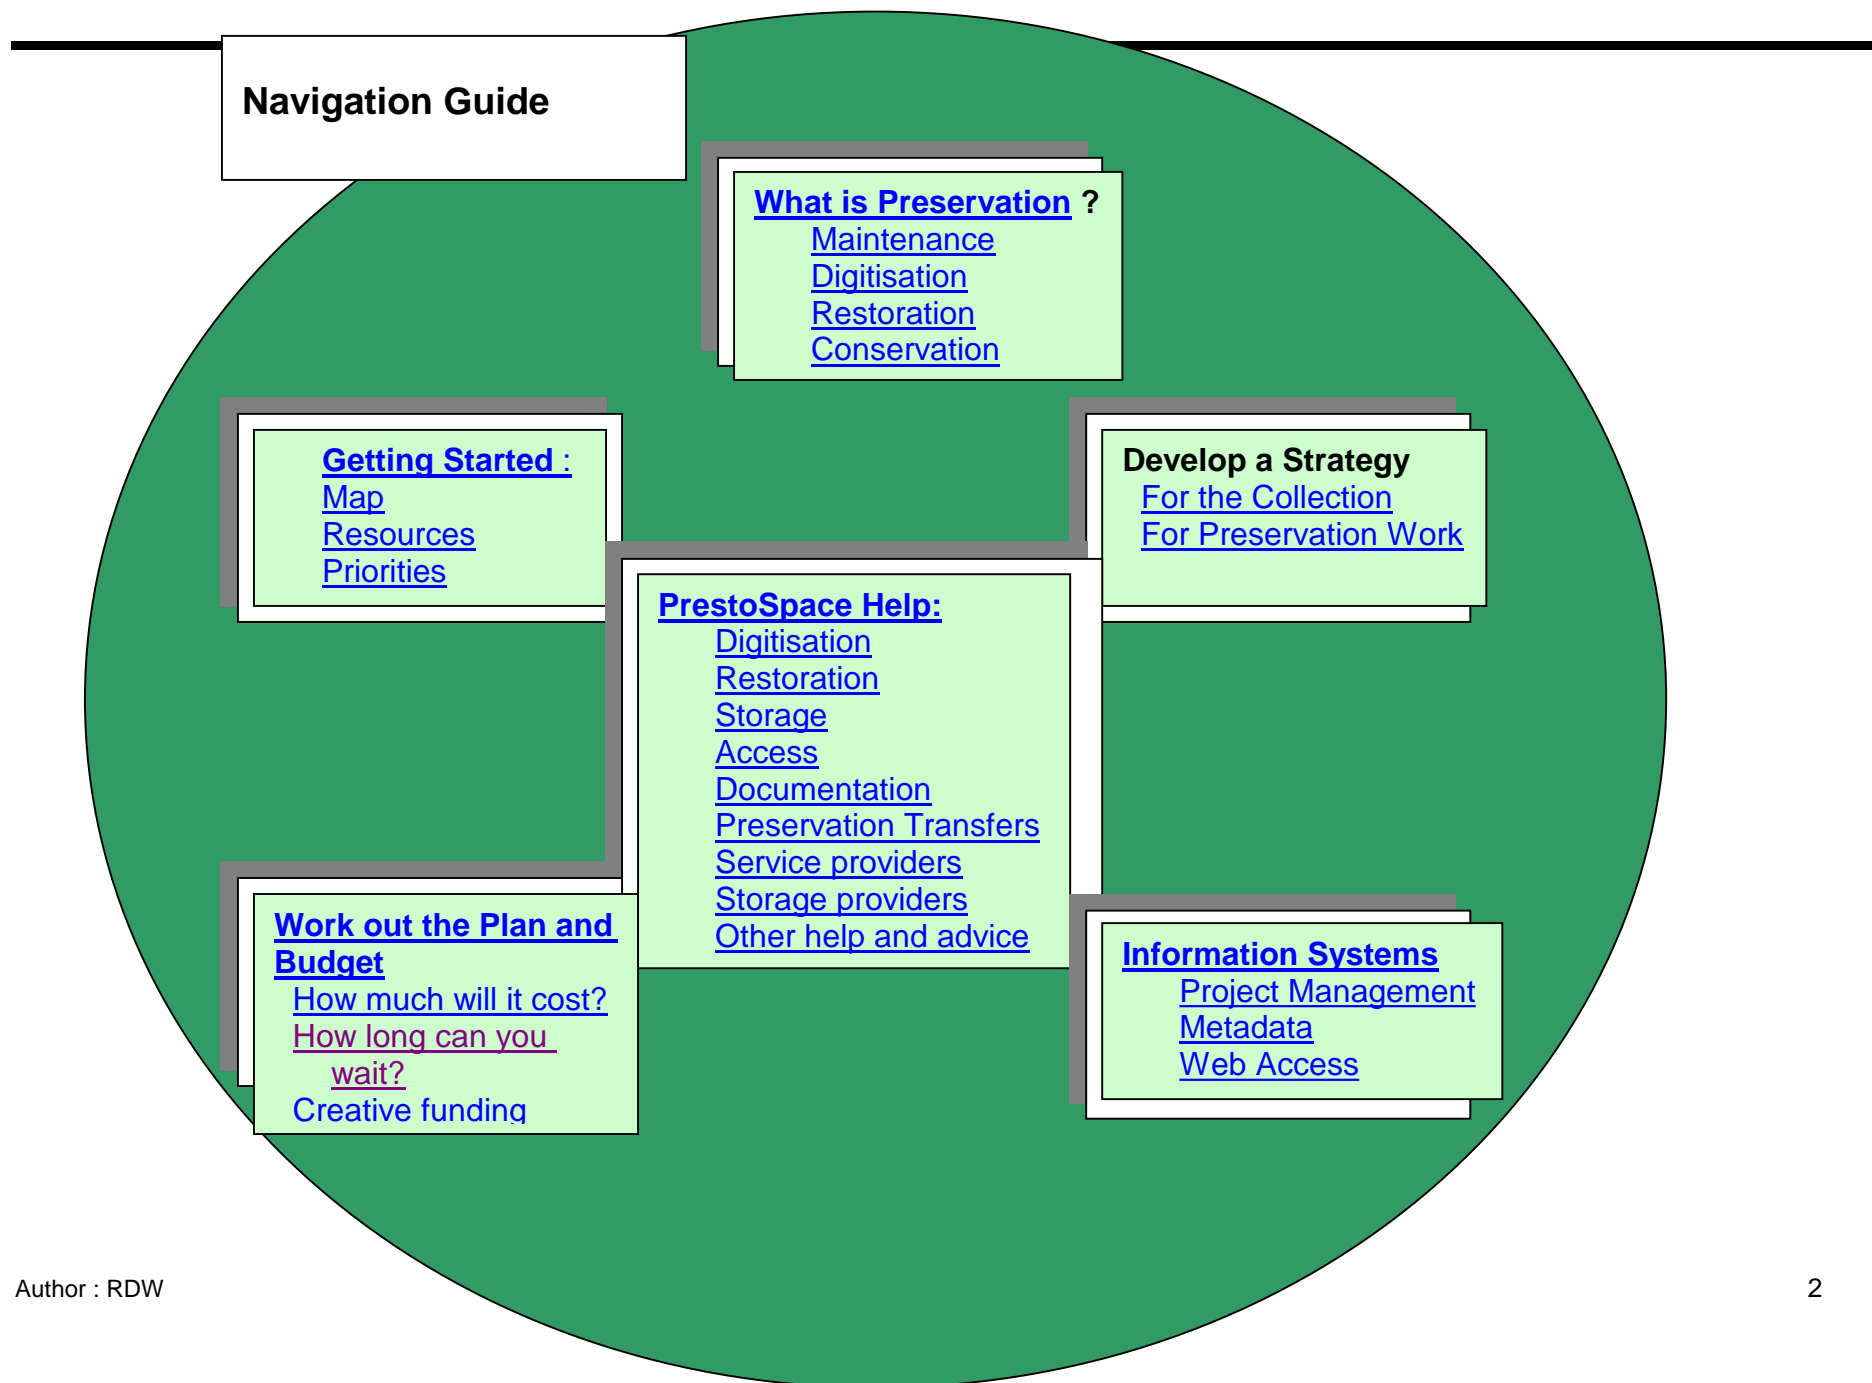 Navigation Guide
What is Preservation ?
Maintenance
Digitisation
Restoration
Conservation
Getting Started :
Map
Resources
Priorities
Develop a Strategy
For the Collection
For Preservation Work
PrestoSpace Help:
Digitisation
Restoration
Storage
Access
Documentation
Preservation Transfers
Service providers
Storage providers
Other help and advice
Work out the Plan and
Budget
How much will it cost?
How long can you
wait?
Creative funding
Information Systems
Project Management
Metadata
Web Access
Author : RDW
2